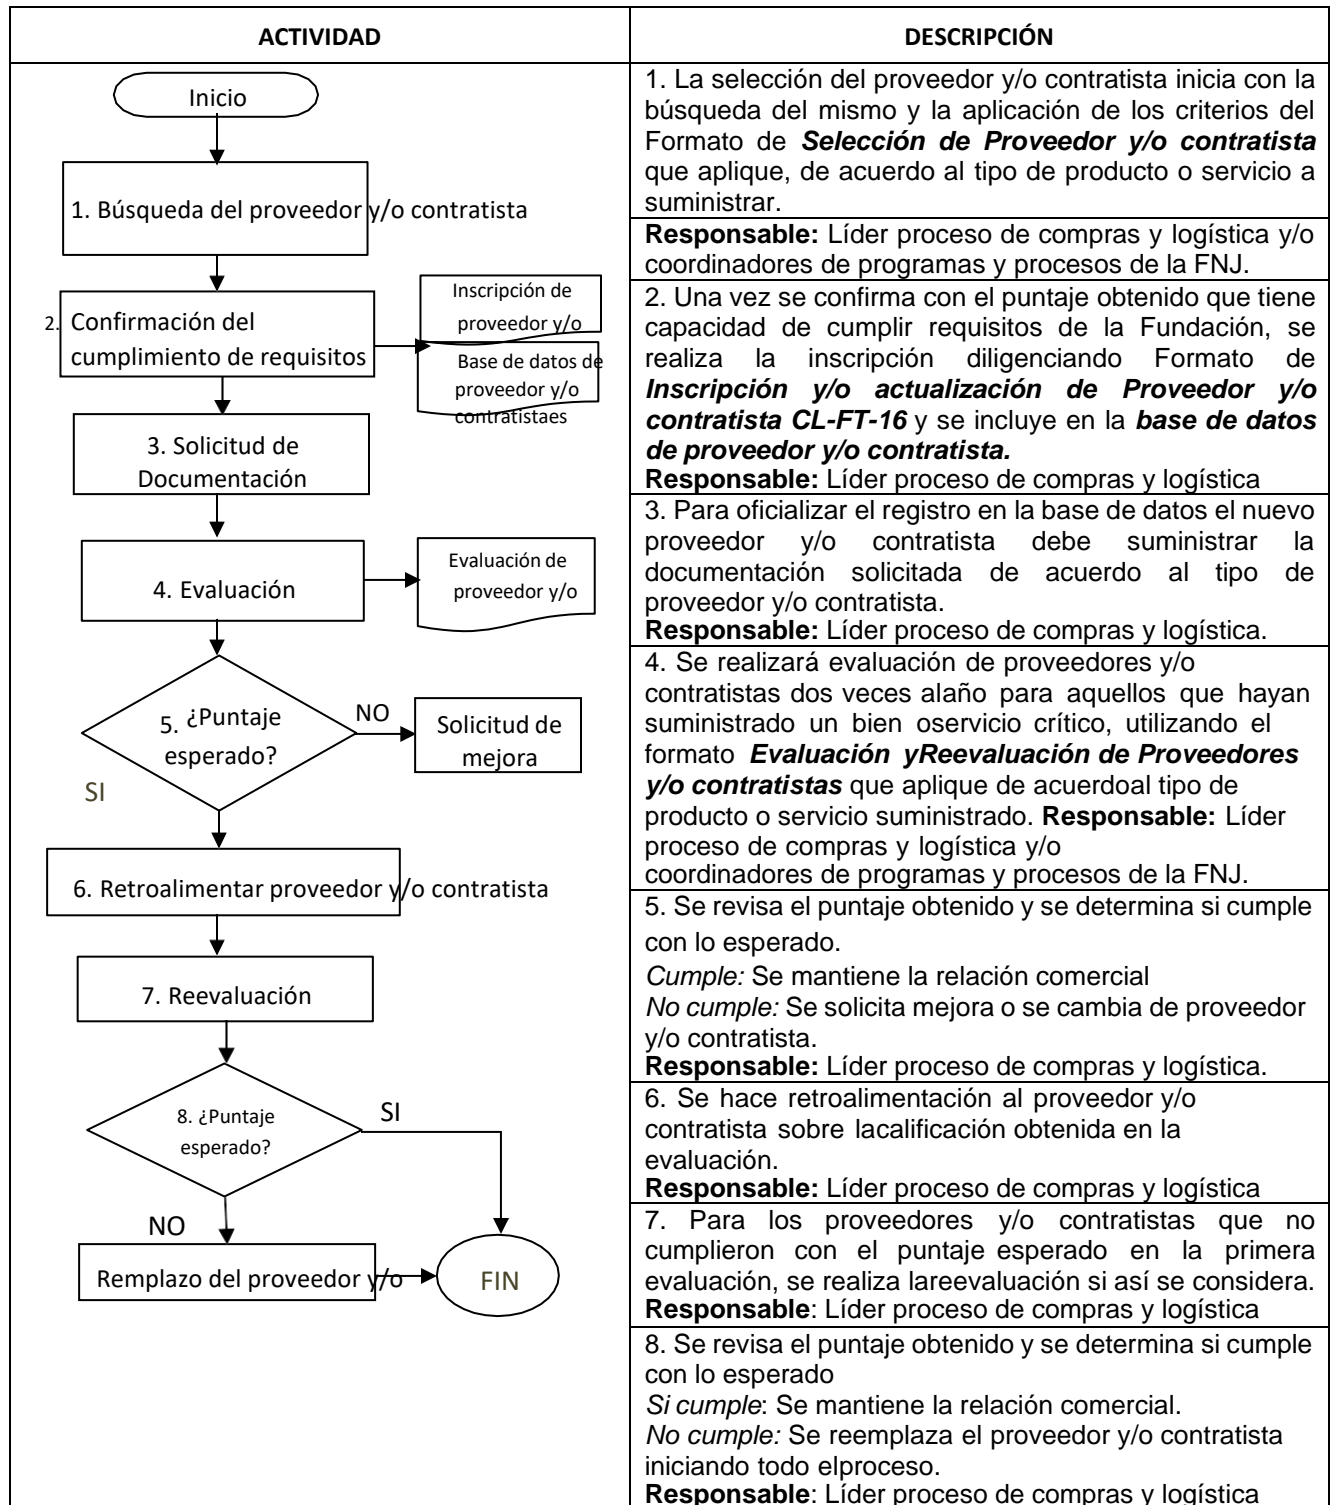 ACTIVIDAD
DESCRIPCIÓN
Inicio
1. Búsqueda del proveedor y/o contratista
2. Confirmación del
cumplimiento de requisitos
Inscripción de
proveedor y/o
Base de datos de
proveedor y/o
contratistaes
3. Solicitud de
Documentación
4. Evaluación
Evaluación de
proveedor y/o
5. ¿Puntaje
esperado?
NO
Solicitud de
mejora
SI
6. Retroalimentar proveedor y/o contratista
7. Reevaluación
8. ¿Puntaje
esperado?
SI
NO
Remplazo del proveedor y/o
FIN
1. La selección del proveedor y/o contratista inicia con la
búsqueda del mismo y la aplicación de los criterios del
Formato de Selección de Proveedor y/o contratista
que aplique, de acuerdo al tipo de producto o servicio a
suministrar.
Responsable: Líder proceso de compras y logística y/o
coordinadores de programas y procesos de la FNJ.
2. Una vez se confirma con el puntaje obtenido que tiene
capacidad de cumplir requisitos de la Fundación, se
realiza la inscripción diligenciando Formato de
Inscripción y/o actualización de Proveedor y/o
contratista CL-FT-16 y se incluye en la base de datos
de proveedor y/o contratista.
Responsable: Líder proceso de compras y logística
3. Para oficializar el registro en la base de datos el nuevo
proveedor y/o contratista debe suministrar la
documentación solicitada de acuerdo al tipo de
proveedor y/o contratista.
Responsable: Líder proceso de compras y logística.
4. Se realizará evaluación de proveedores y/o
contratistas dos veces alaño para aquellos que hayan
suministrado un bien oservicio crítico, utilizando el
formato Evaluación yReevaluación de Proveedores
y/o contratistas que aplique de acuerdoal tipo de
producto o servicio suministrado. Responsable: Líder
proceso de compras y logística y/o
coordinadores de programas y procesos de la FNJ.
5. Se revisa el puntaje obtenido y se determina si cumple
con lo esperado.
Cumple: Se mantiene la relación comercial
No cumple: Se solicita mejora o se cambia de proveedor
y/o contratista.
Responsable: Líder proceso de compras y logística.
6. Se hace retroalimentación al proveedor y/o
contratista sobre lacalificación obtenida en la
evaluación.
Responsable: Líder proceso de compras y logística
7. Para los proveedores y/o contratistas que no
cumplieron con el puntaje esperado en la primera
evaluación, se realiza lareevaluación si así se considera.
Responsable: Líder proceso de compras y logística
8. Se revisa el puntaje obtenido y se determina si cumple
con lo esperado
Si cumple: Se mantiene la relación comercial.
No cumple: Se reemplaza el proveedor y/o contratista
iniciando todo elproceso.
Responsable: Líder proceso de compras y logística